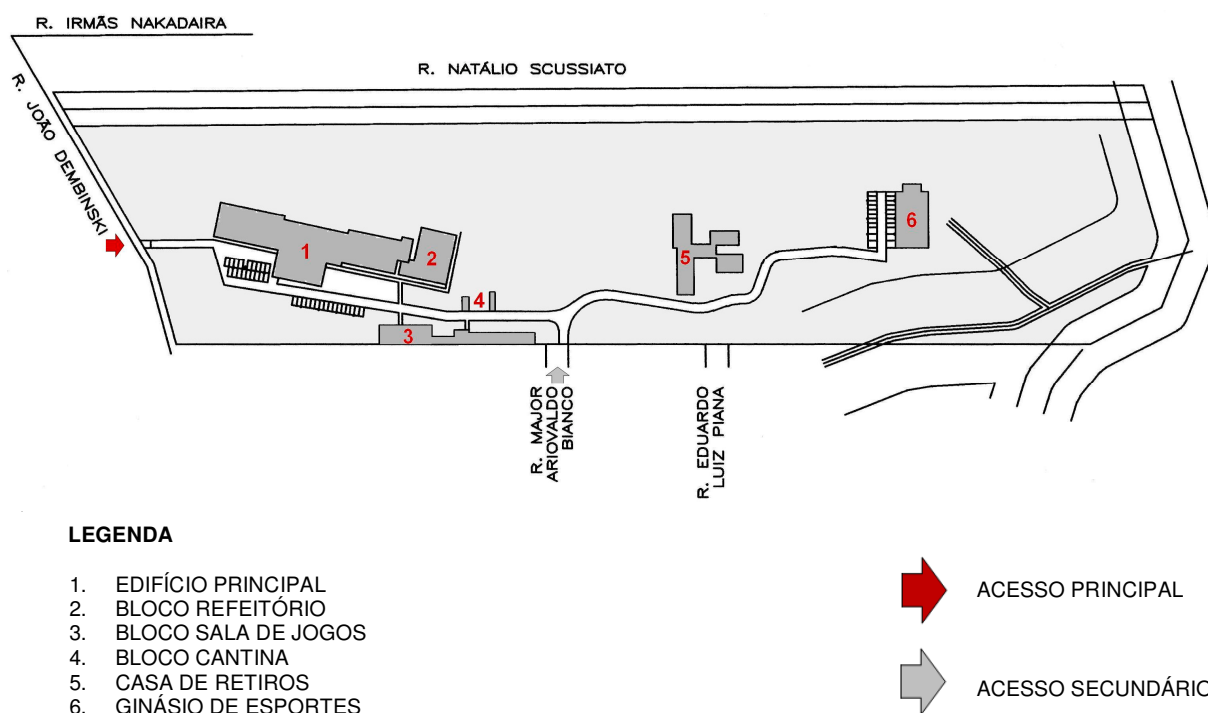 R. IRMÃS NAKADAIRA
R. NATÁLIO SCUSSIATO
R. JOÃO DEMBINSKI
1
2
3
4
5
6
R. MAJOR
ARIOVALDO
BIANCO
R. EDUARDO
LUIZ PIANA
LEGENDA
1. EDIFÍCIO PRINCIPAL
2. BLOCO REFEITÓRIO
3. BLOCO SALA DE JOGOS
4. BLOCO CANTINA
5. CASA DE RETIROS
6. GINÁSIO DE ESPORTES
ACESSO PRINCIPAL
ACESSO SECUNDÁRIO